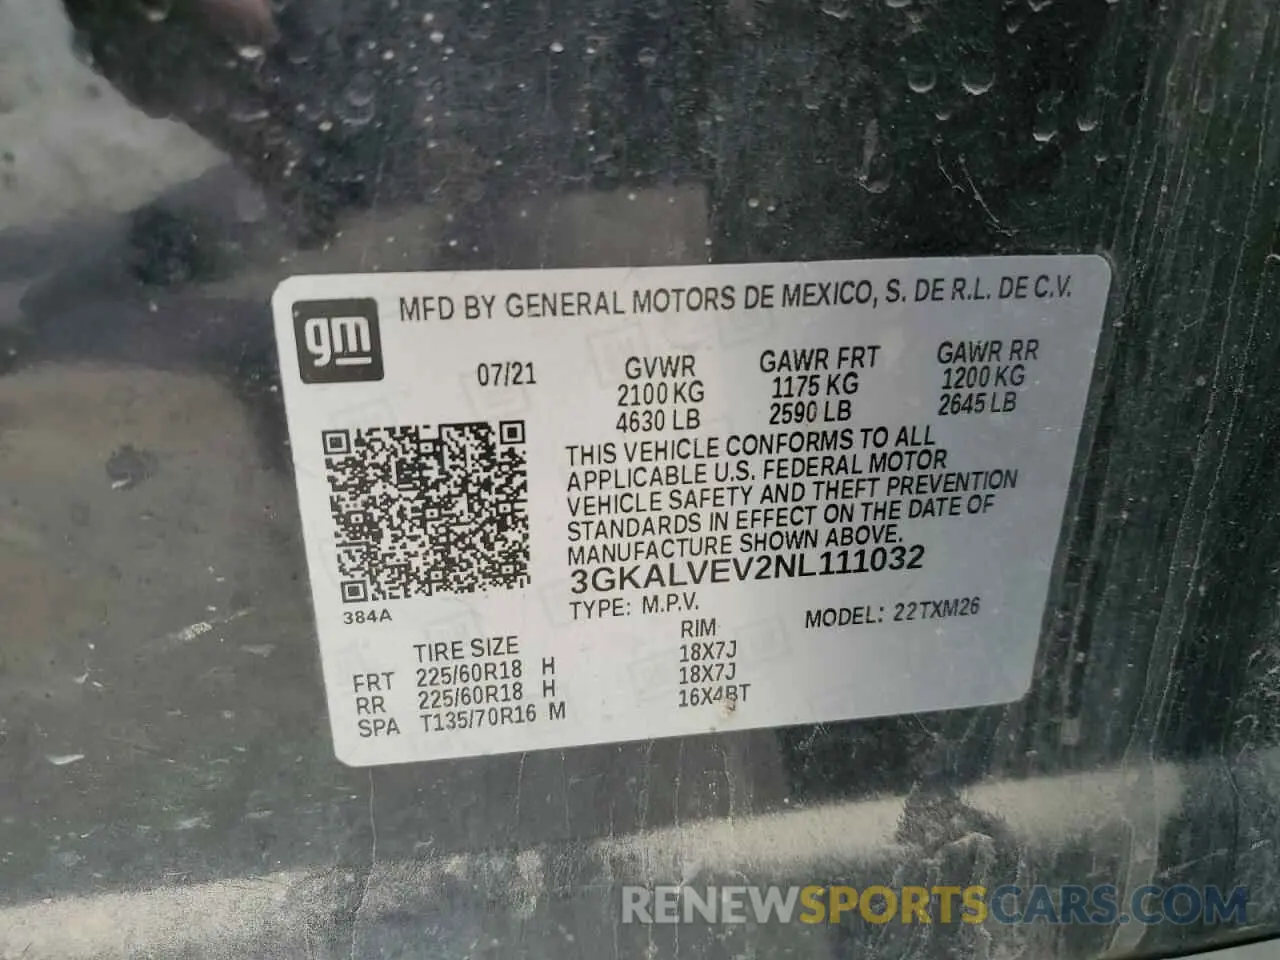 gm
MFD BY GENERAL MOTORS DE MEXICO, S. DE R.L. DE C.V.
07/21 GVWR GAWR FRT GAWR RR
2100 KG 1175 KG 1200 KG
4630 LB 2590 LB 2645 LB
THIS VEHICLE CONFORMS TO ALL
APPLICABLE U.S. FEDERAL MOTOR
VEHICLE SAFETY AND THEFT PREVENTION
STANDARDS IN EFFECT ON THE DATE OF
MANUFACTURE SHOWN ABOVE.
3GKALVEV2NL111032
384A
TYPE: M.P.V. MODEL: 22TXM26
TIRE SIZE RIM
FRT 225/60R18 H 18X7J
RR 225/60R18 H 18X7J
SPA T135/70R16 M 16X4BT
RENEWSPORTSCARS.COM